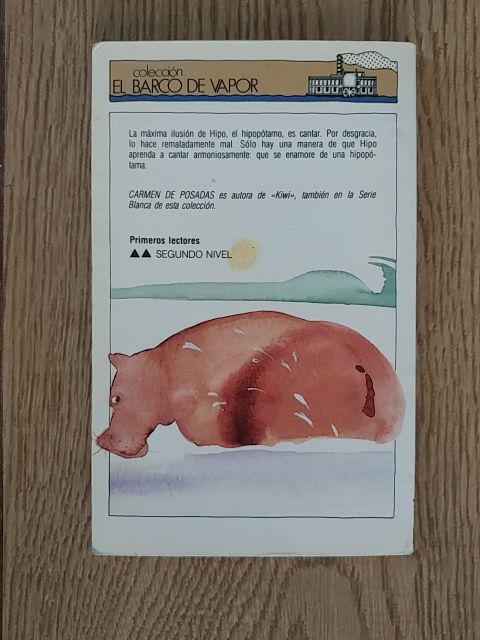 colección
EL BARCO DE VAPOR
La máxima ilusión de Hipo, el hipopótamo, es cantar. Por desgracia,
lo hace rematadamente mal. Sólo hay una manera de que Hipo
aprenda a cantar armoniosamente: que se enamore de una hipopó-
tama.
CARMEN DE POSADAS es autora de «Kiwi», también en la Serie
Blanca de esta colección.
Primeros lectores
▲▲ SEGUNDO NIVEL